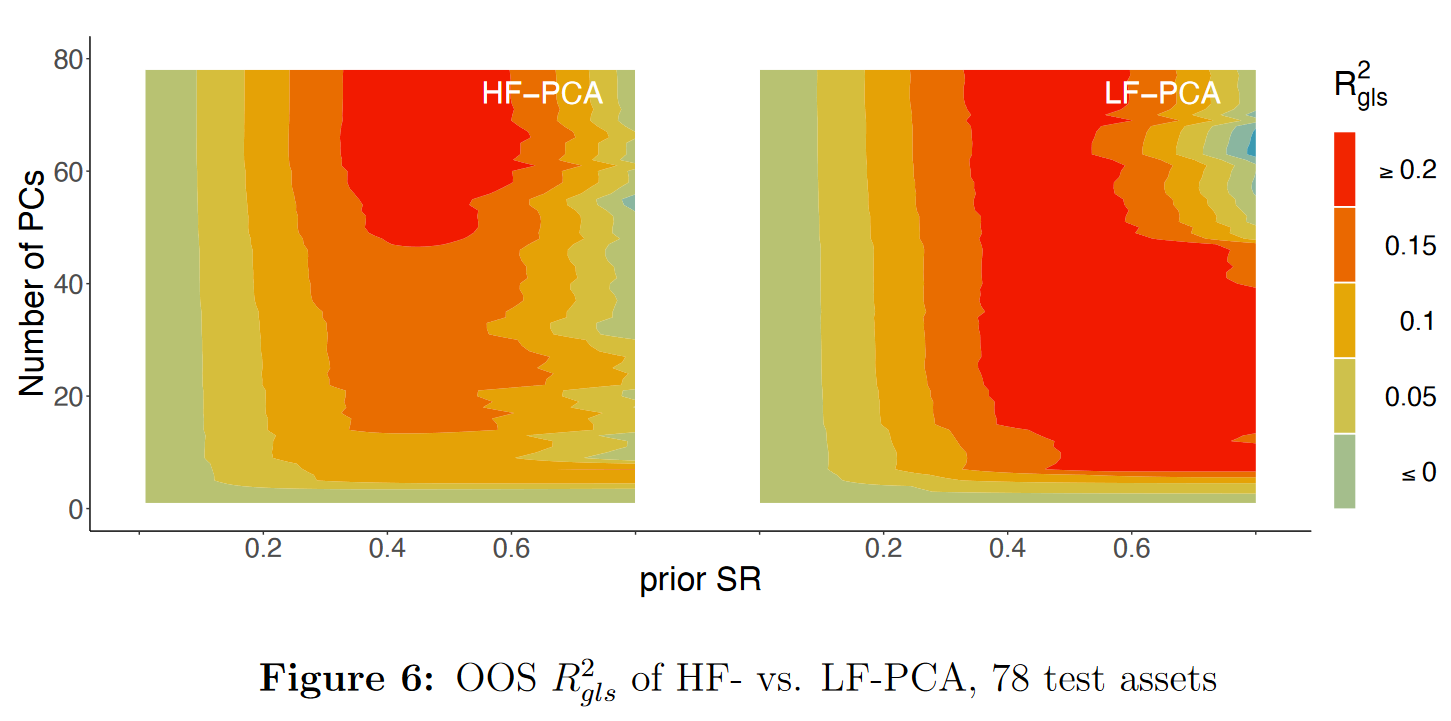 HF−PCA
LF−PCA
R²gls
≥ 0.2
0.15
0.1
0.05
≤ 0
80
60
40
20
0
Number of PCs
0.2 0.4 0.6
0.2 0.4 0.6
prior SR
Figure 6: OOS R²gls of HF- vs. LF-PCA, 78 test assets